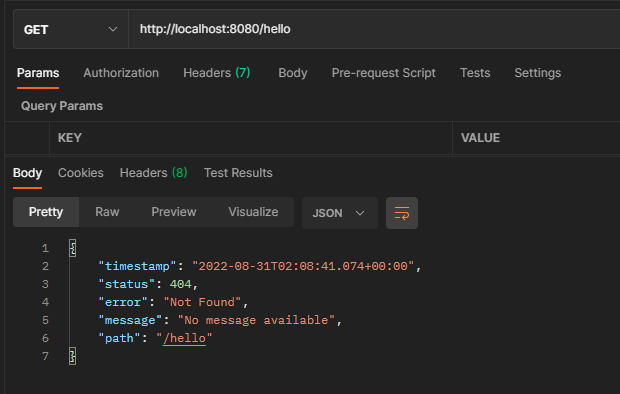 GET http://localhost:8080/hello
Params Authorization Headers (7) Body Pre-request Script Tests Settings
Query Params
KEY VALUE
Body Cookies Headers (8) Test Results
Pretty Raw Preview Visualize JSON
1 {
2 "timestamp": "2022-08-31T02:08:41.074+00:00",
3 "status": 404,
4 "error": "Not Found",
5 "message": "No message available",
6 "path": "/hello"
7 }